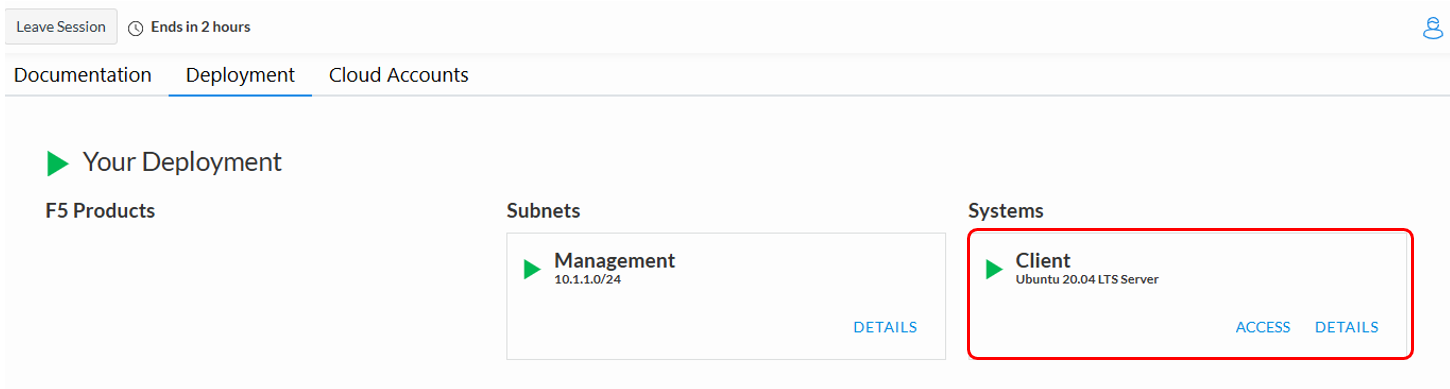 Leave Session Ends in 2 hours
Documentation Deployment Cloud Accounts
Your Deployment
F5 Products
Subnets
Management
10.1.1.0/24
DETAILS
Systems
Client
Ubuntu 20.04 LTS Server
ACCESS DETAILS